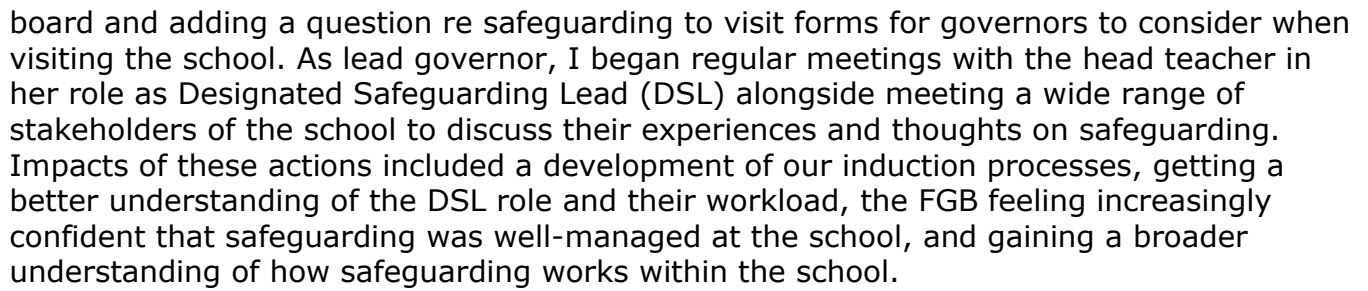 board and adding a question re safeguarding to visit forms for governors to consider when
visiting the school. As lead governor, I began regular meetings with the head teacher in
her role as Designated Safeguarding Lead (DSL) alongside meeting a wide range of
stakeholders of the school to discuss their experiences and thoughts on safeguarding.
Impacts of these actions included a development of our induction processes, getting a
better understanding of the DSL role and their workload, the FGB feeling increasingly
confident that safeguarding was well-managed at the school, and gaining a broader
understanding of how safeguarding works within the school.